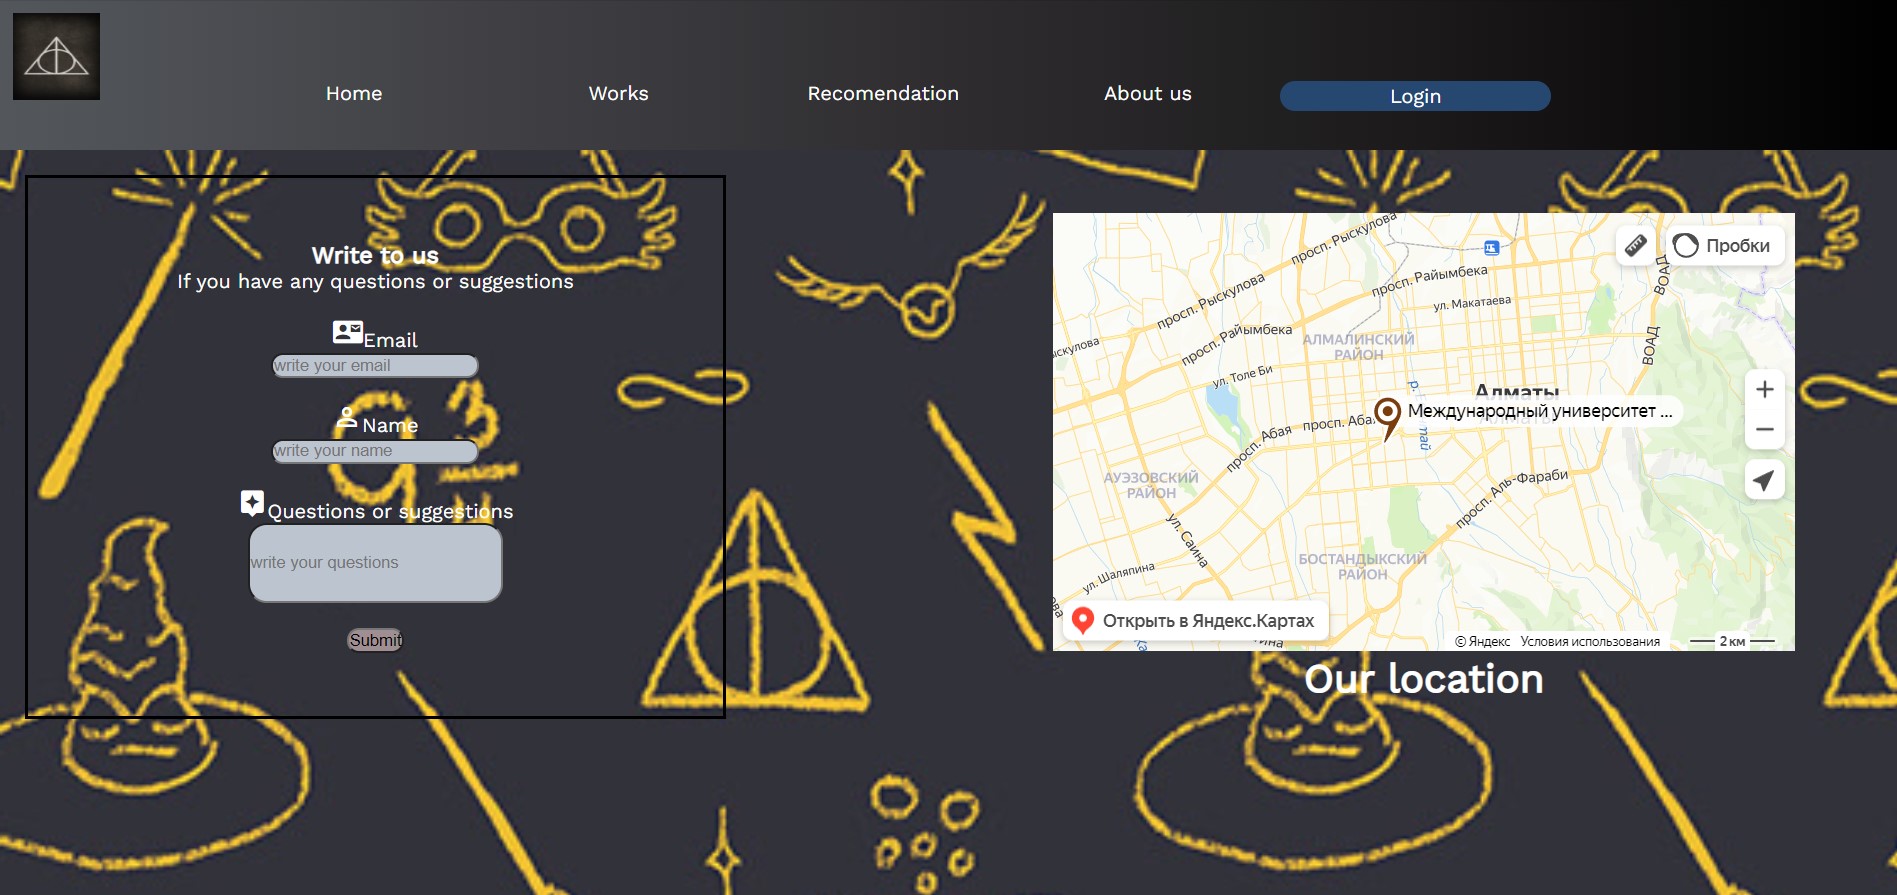 Home
Works
Recomendation
About us
Login
Write to us
If you have any questions or suggestions
Email
write your email
Name
write your name
Questions or suggestions
write your questions
Submit
просп. Рыскулова
Пробки
просп. Райымбека
ВОАД
просп. Рыскулова
ул. Макатаева
просп. Райымбека
ВОАД
АЛМАЛИНСКИЙ
РАЙОН
ул. Толе Би
Алматы
Международный университет ...
просп. Абая
просп. Абая
АУЭЗОВСКИЙ
РАЙОН
просп. Аль-Фараби
ул. Саина
БОСТАНДЫКСКИЙ
РАЙОН
ул. Шаляпина
Открыть в Яндекс.Картах
© Яндекс
Условия использования
2 км
Our location